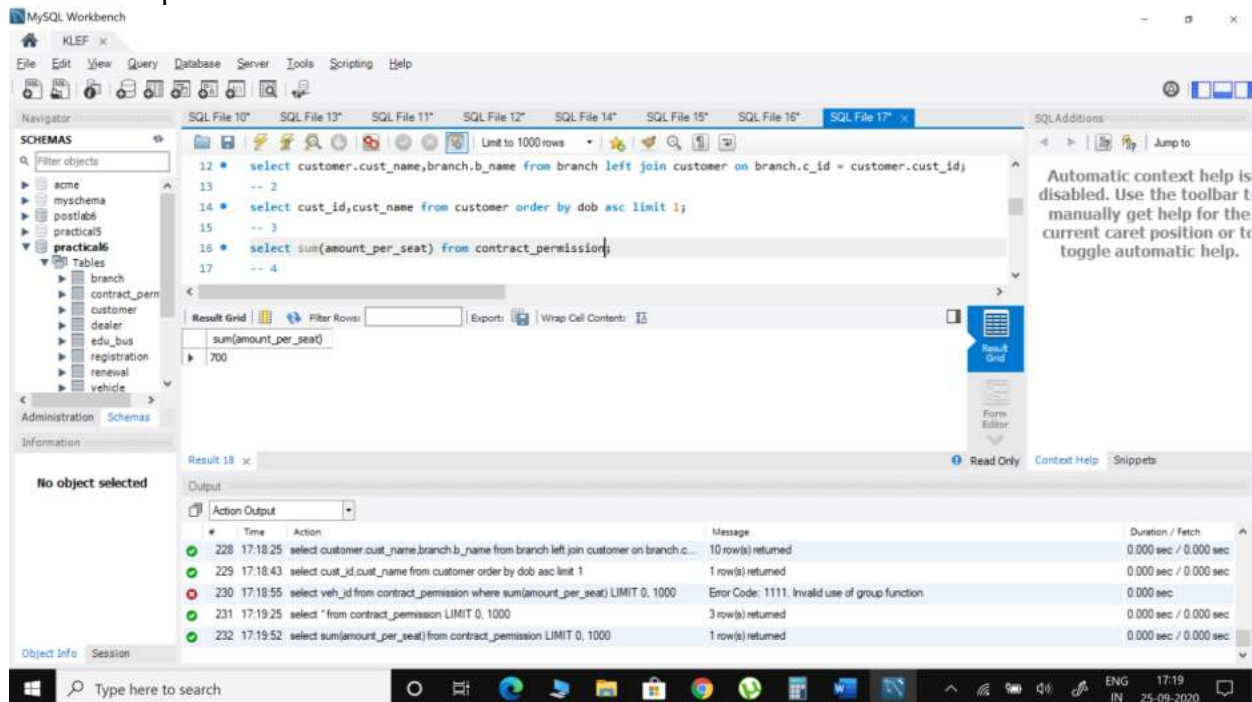 MySQL Workbench
KLEF
File Edit View Query Database Server Tools Scripting Help
Navigator
SCHEMAS
Filter objects
acme
myschema
postlab6
practical5
practical6
Tables
branch
contract_perm
customer
dealer
edu_bus
registration
renewal
vehicle
Administration Schemas
Information
No object selected
Object Info Session
SQL File 10* SQL File 13* SQL File 11* SQL File 12* SQL File 14* SQL File 15* SQL File 16* SQL File 17*
Limit to 1000 rows
12 select customer.cust_name,branch.b_name from branch left join customer on branch.c_id = customer.cust_id;
13 -- 2
14 select cust_id,cust_name from customer order by dob asc limit 1;
15 -- 3
16 select sum(amount_per_seat) from contract_permission;
17 -- 4
Result Grid Filter Rows: Export: Wrap Cell Content:
sum(amount_per_seat)
700
Result Grid
Form Editor
Result 18 Read Only
SQLAdditions
Jump to
Automatic context help is
disabled. Use the toolbar t
manually get help for the
current caret position or to
toggle automatic help.
Context Help Snippets
Output
Action Output
# Time Action Message Duration / Fetch
228 17:18:25 select customer.cust_name,branch.b_name from branch left join customer on branch.c... 10 row(s) returned 0.000 sec / 0.000 sec
229 17:18:43 select cust_id,cust_name from customer order by dob asc limit 1 1 row(s) returned 0.000 sec / 0.000 sec
230 17:18:55 select veh_id from contract_permission where sum(amount_per_seat) LIMIT 0, 1000 Error Code: 1111. Invalid use of group function 0.000 sec
231 17:19:25 select * from contract_permission LIMIT 0, 1000 3 row(s) returned 0.000 sec / 0.000 sec
232 17:19:52 select sum(amount_per_seat) from contract_permission LIMIT 0, 1000 1 row(s) returned 0.000 sec / 0.000 sec
Type here to search
ENG
IN
17:19
25-09-2020